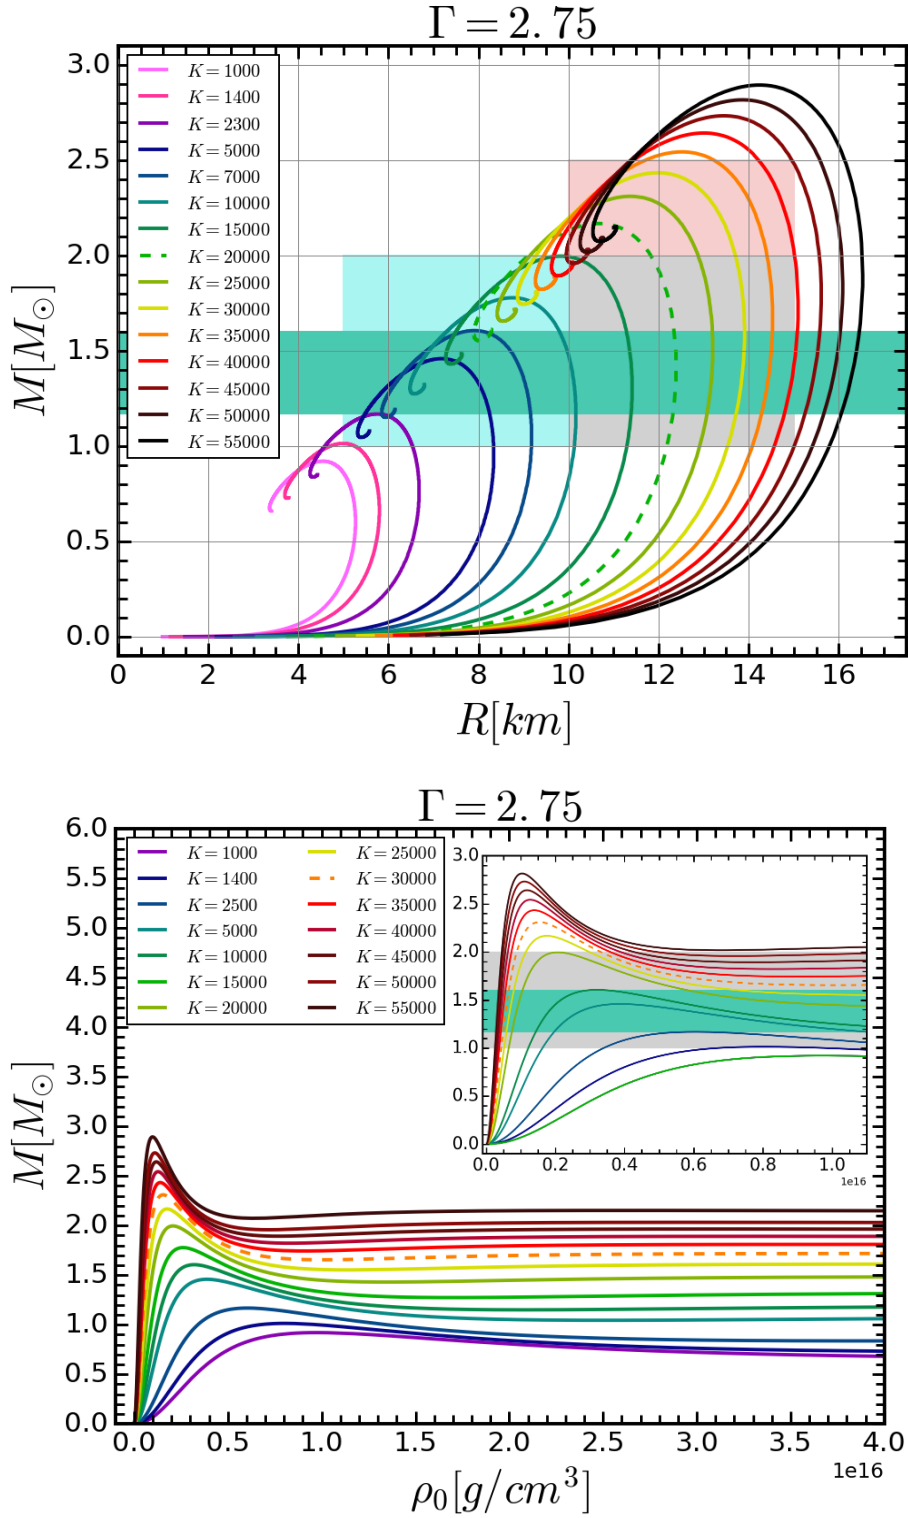 Γ = 2.75
M[M⊙]
3.0
2.5
2.0
1.5
1.0
0.5
0.0
K = 1000
K = 1400
K = 2300
K = 5000
K = 7000
K = 10000
K = 15000
K = 20000
K = 25000
K = 30000
K = 35000
K = 40000
K = 45000
K = 50000
K = 55000
0 2 4 6 8 10 12 14 16
R[km]
Γ = 2.75
M[M⊙]
6.0
5.5
5.0
4.5
4.0
3.5
3.0
2.5
2.0
1.5
1.0
0.5
0.0
K = 1000
K = 1400
K = 2500
K = 5000
K = 10000
K = 15000
K = 20000
K = 25000
K = 30000
K = 35000
K = 40000
K = 45000
K = 50000
K = 55000
3.0
2.5
2.0
1.5
1.0
0.5
0.0
0.0 0.2 0.4 0.6 0.8 1.0
1e16
0.0 0.5 1.0 1.5 2.0 2.5 3.0 3.5 4.0
1e16
ρ₀[g/cm³]